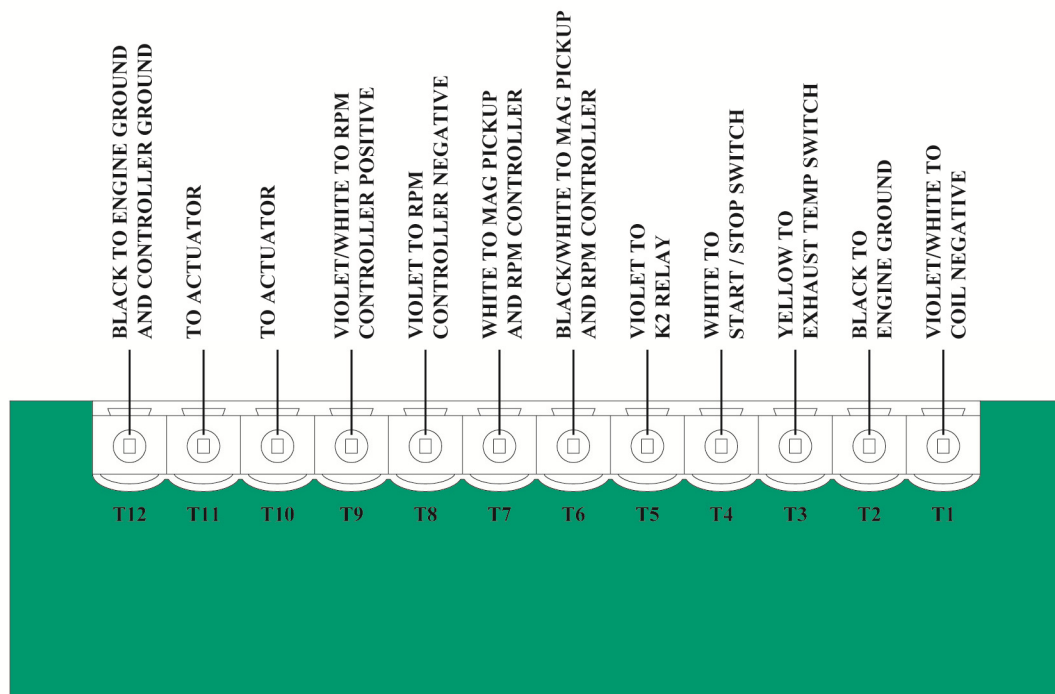 BLACK TO ENGINE GROUND
AND CONTROLLER GROUND
TO ACTUATOR
TO ACTUATOR
VIOLET/WHITE TO RPM
CONTROLLER POSITIVE
VIOLET TO RPM
CONTROLLER NEGATIVE
WHITE TO MAG PICKUP
AND RPM CONTROLLER
BLACK/WHITE TO MAG PICKUP
AND RPM CONTROLLER
VIOLET TO
K2 RELAY
WHITE TO
START / STOP SWITCH
YELLOW TO
EXHAUST TEMP SWITCH
BLACK TO
ENGINE GROUND
VIOLET/WHITE TO
COIL NEGATIVE
T12 T11 T10 T9 T8 T7 T6 T5 T4 T3 T2 T1